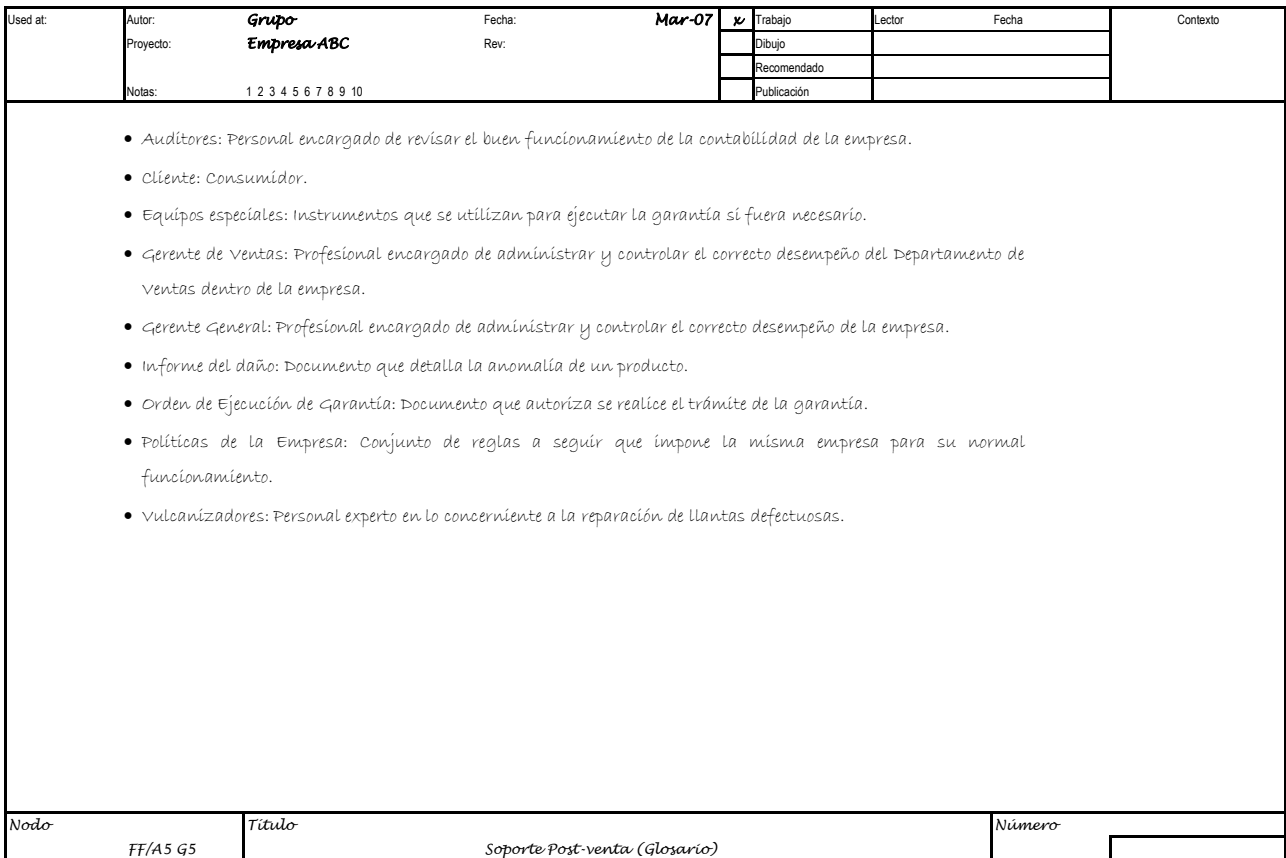 Used at: Autor: Grupo Fecha: Mar-07 x Trabajo Lector Fecha Contexto
Proyecto: Empresa ABC Rev: Dibujo
Recomendado
Notas: 1 2 3 4 5 6 7 8 9 10 Publicación
• Auditores: Personal encargado de revisar el buen funcionamiento de la contabilidad de la empresa.
• Cliente: Consumidor.
• Equipos especiales: Instrumentos que se utilizan para ejecutar la garantía si fuera necesario.
• Gerente de Ventas: Profesional encargado de administrar y controlar el correcto desempeño del Departamento de
Ventas dentro de la empresa.
• Gerente General: Profesional encargado de administrar y controlar el correcto desempeño de la empresa.
• Informe del daño: Documento que detalla la anomalía de un producto.
• Orden de Ejecución de Garantía: Documento que autoriza se realice el trámite de la garantía.
• Políticas de la Empresa: Conjunto de reglas a seguir que impone la misma empresa para su normal
funcionamiento.
• Vulcanizadores: Personal experto en lo concerniente a la reparación de llantas defectuosas.
Nodo Título Número
FF/A5 G5 Soporte Post-venta (Glosario)